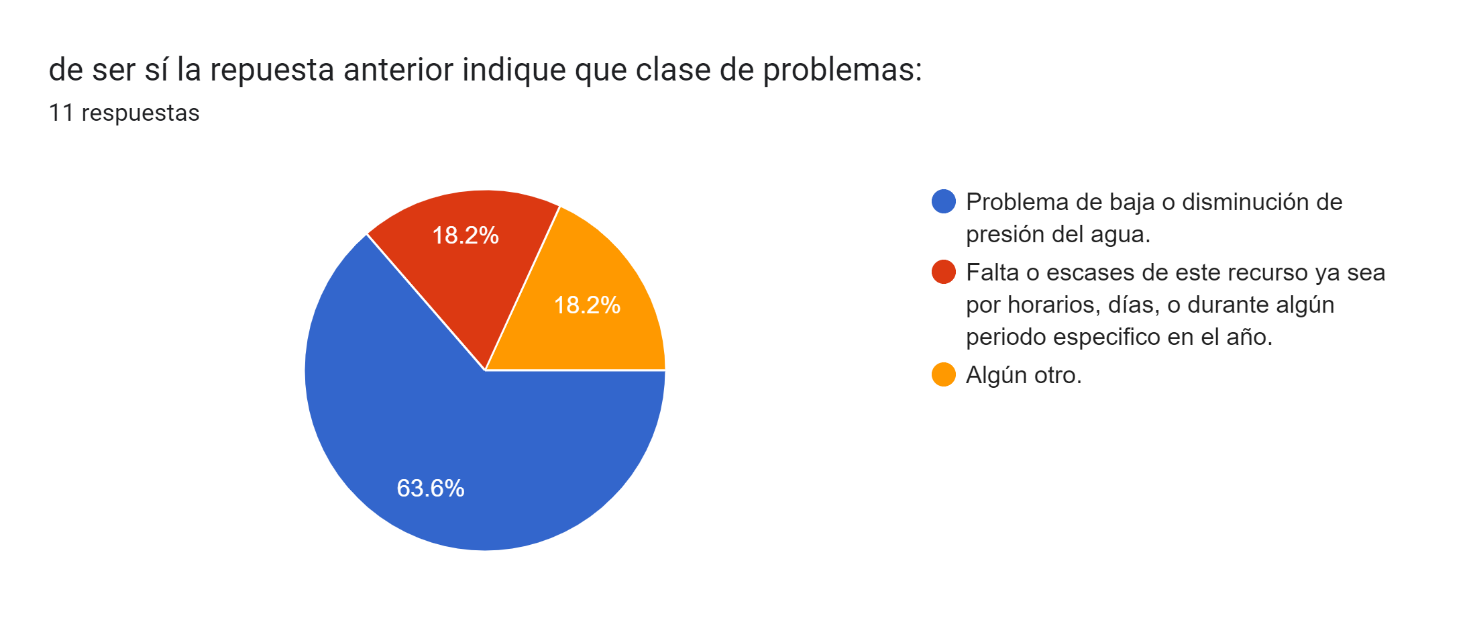 de ser sí la repuesta anterior indique que clase de problemas:
11 respuestas
18.2%
18.2%
63.6%
Problema de baja o disminución de
presión del agua.
Falta o escases de este recurso ya sea
por horarios, días, o durante algún
periodo especifico en el año.
Algún otro.